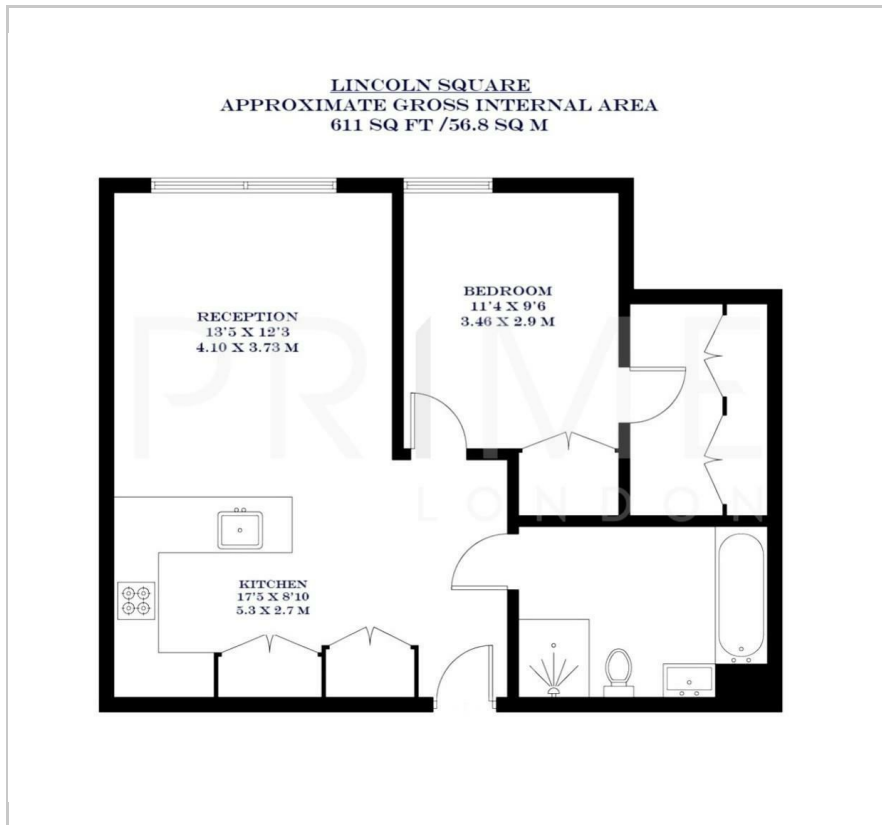 LINCOLN SQUARE
APPROXIMATE GROSS INTERNAL AREA
611 SQ FT /56.8 SQ M
BEDROOM
11'4 X 9'6
3.46 X 2.9 M
RECEPTION
13'5 X 12'3
4.10 X 3.73 M
PRIME
LONDON
KITCHEN
17'5 X 8'10
5.3 X 2.7 M